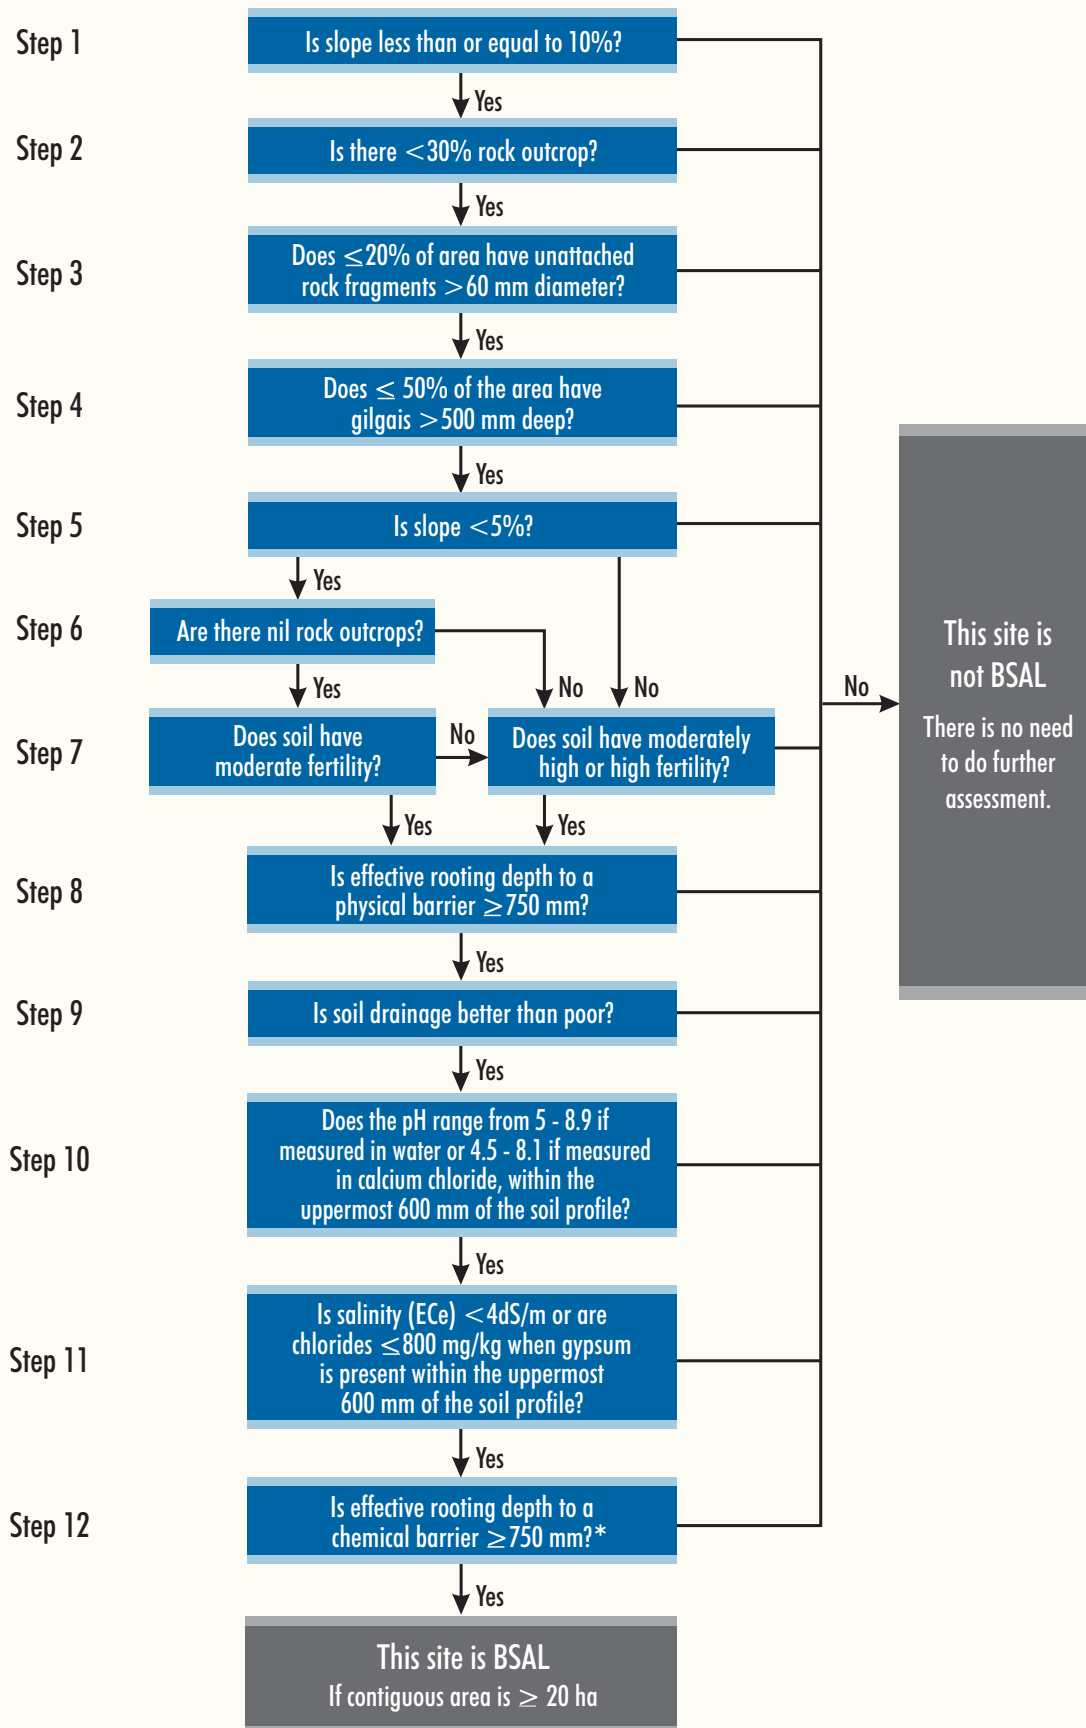 Step 1
Is slope less than or equal to 10%?
Yes
Step 2
Is there <30% rock outcrop?
Yes
Step 3
Does ≤20% of area have unattached
rock fragments >60 mm diameter?
Yes
Step 4
Does ≤ 50% of the area have
gilgais >500 mm deep?
Yes
Step 5
Is slope <5%?
Yes
Step 6
Are there nil rock outcrops?
Yes
No
No
Step 7
Does soil have
moderate fertility?
No
Does soil have moderately
high or high fertility?
Yes
Yes
Step 8
Is effective rooting depth to a
physical barrier ≥750 mm?
Yes
Step 9
Is soil drainage better than poor?
Yes
Step 10
Does the pH range from 5 - 8.9 if
measured in water or 4.5 - 8.1 if measured
in calcium chloride, within the
uppermost 600 mm of the soil profile?
Yes
Step 11
Is salinity (ECe) <4dS/m or are
chlorides ≤800 mg/kg when gypsum
is present within the uppermost
600 mm of the soil profile?
Yes
Step 12
Is effective rooting depth to a
chemical barrier ≥750 mm?*
Yes
This site is BSAL
If contiguous area is ≥ 20 ha
No
This site is
not BSAL
There is no need
to do further
assessment.